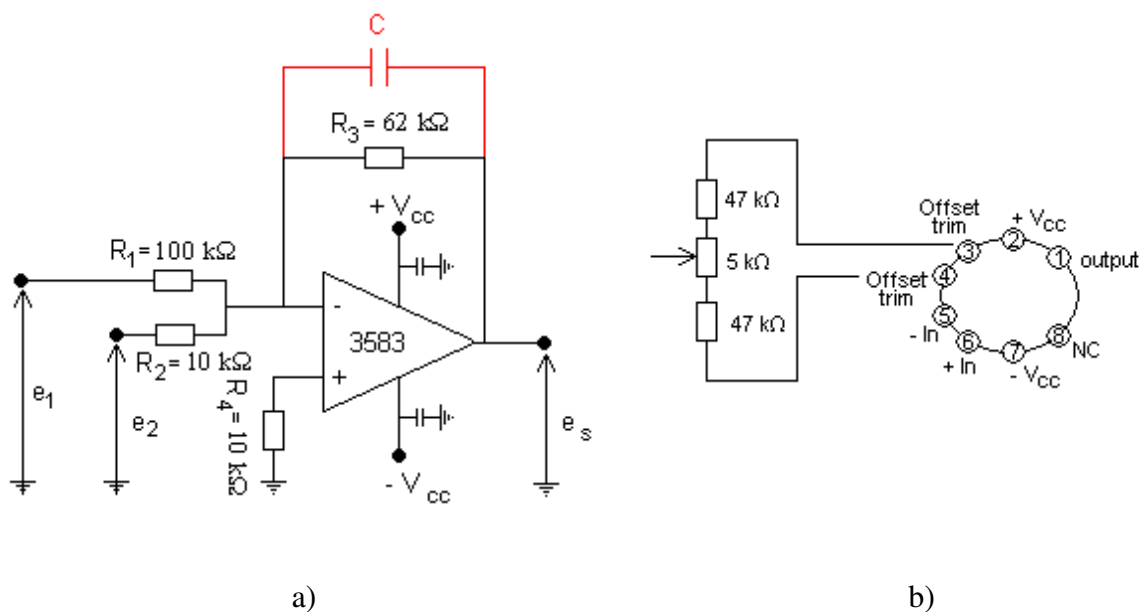 C
R3 = 62 kΩ
+ Vcc
R1 = 100 kΩ
-
3583
+
R2 = 10 kΩ
R4 = 10 kΩ
e1
e2
es
- Vcc
a)
47 kΩ
5 kΩ
47 kΩ
Offset
trim
+ Vcc
3
2
1
output
Offset
trim
4
5
- In
6
+ In
7
- Vcc
8
NC
b)